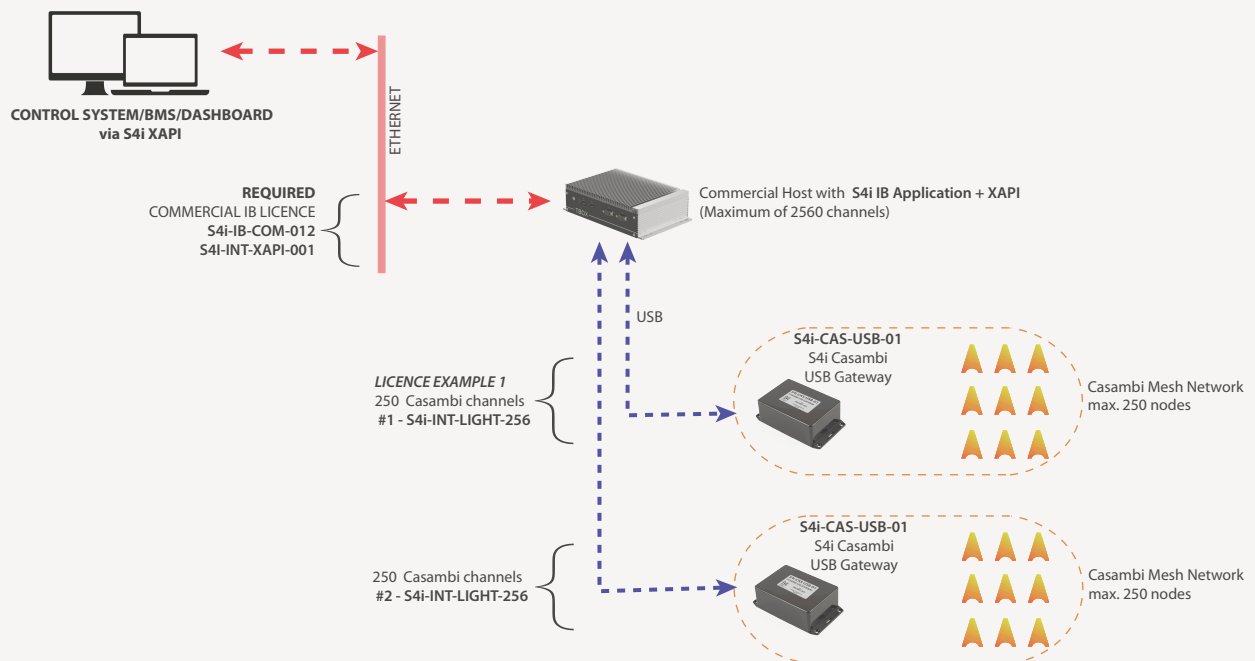 CONTROL SYSTEM/BMS/DASHBOARD
via S4i XAPI
ETHERNET
REQUIRED
COMMERCIAL IB LICENCE
S4i-IB-COM-012
S4I-INT-XAPI-001
Commercial Host with S4i IB Application + XAPI
(Maximum of 2560 channels)
USB
LICENCE EXAMPLE 1
250 Casambi channels
#1 - S4i-INT-LIGHT-256
S4i-CAS-USB-01
S4i Casambi
USB Gateway
Casambi Mesh Network
max. 250 nodes
250 Casambi channels
#2 - S4i-INT-LIGHT-256
S4i-CAS-USB-01
S4i Casambi
USB Gateway
Casambi Mesh Network
max. 250 nodes